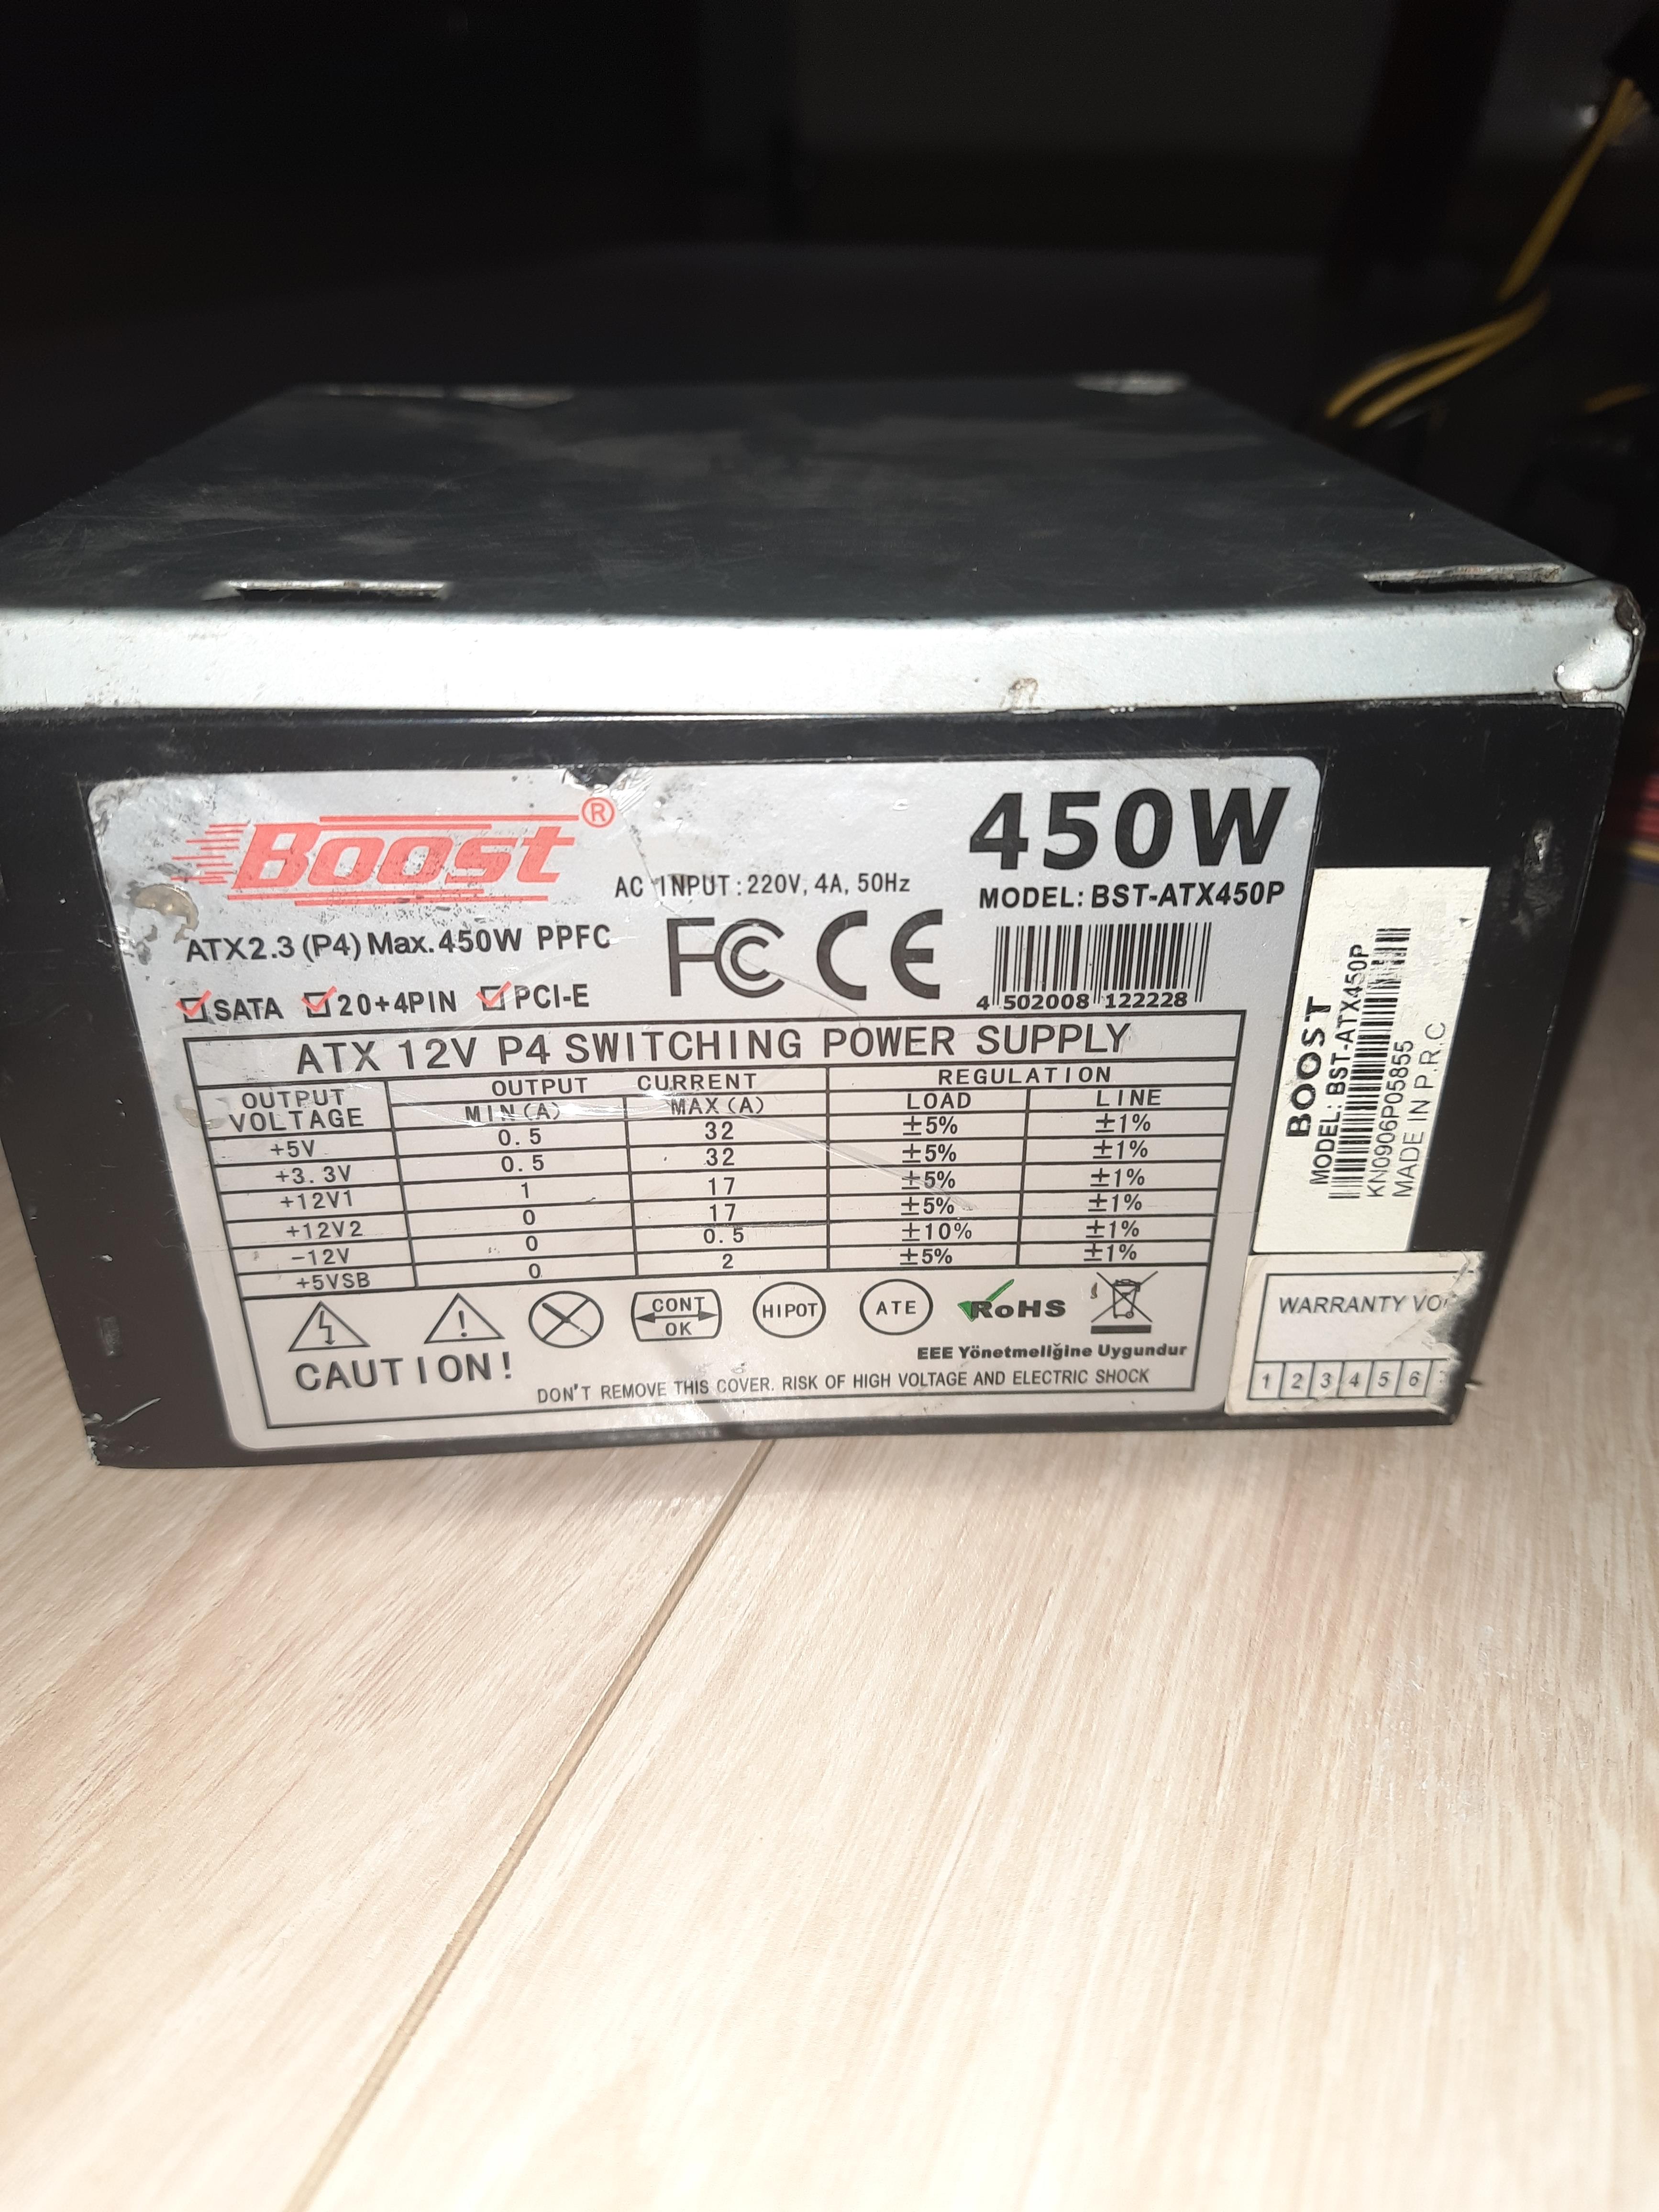 Boost®
450W
AC INPUT: 220V, 4A, 50Hz
MODEL: BST-ATX450P
ATX2.3 (P4) Max. 450W PPFC
FC CE
SATA 20+4PIN PCI-E
4 502008 122228
ATX 12V P4 SWITCHING POWER SUPPLY
OUTPUT VOLTAGE OUTPUT CURRENT REGULATION
MIN(A) MAX(A) LOAD LINE
+5V 0.5 32 ±5% ±1%
+3.3V 0.5 32 ±5% ±1%
+12V1 1 17 ±5% ±1%
+12V2 0 17 ±5% ±1%
-12V 0 0.5 ±10% ±1%
+5VSB 0 2 ±5% ±1%
CONT OK
HIPOT
ATE
RoHS
EEE Yönetmeliğine Uygundur
CAUTION!
DON'T REMOVE THIS COVER. RISK OF HIGH VOLTAGE AND ELECTRIC SHOCK
BOOST
MODEL: BST-ATX450P
KN0906P05855
MADE IN P.R.C
WARRANTY VO
1 2 3 4 5 6